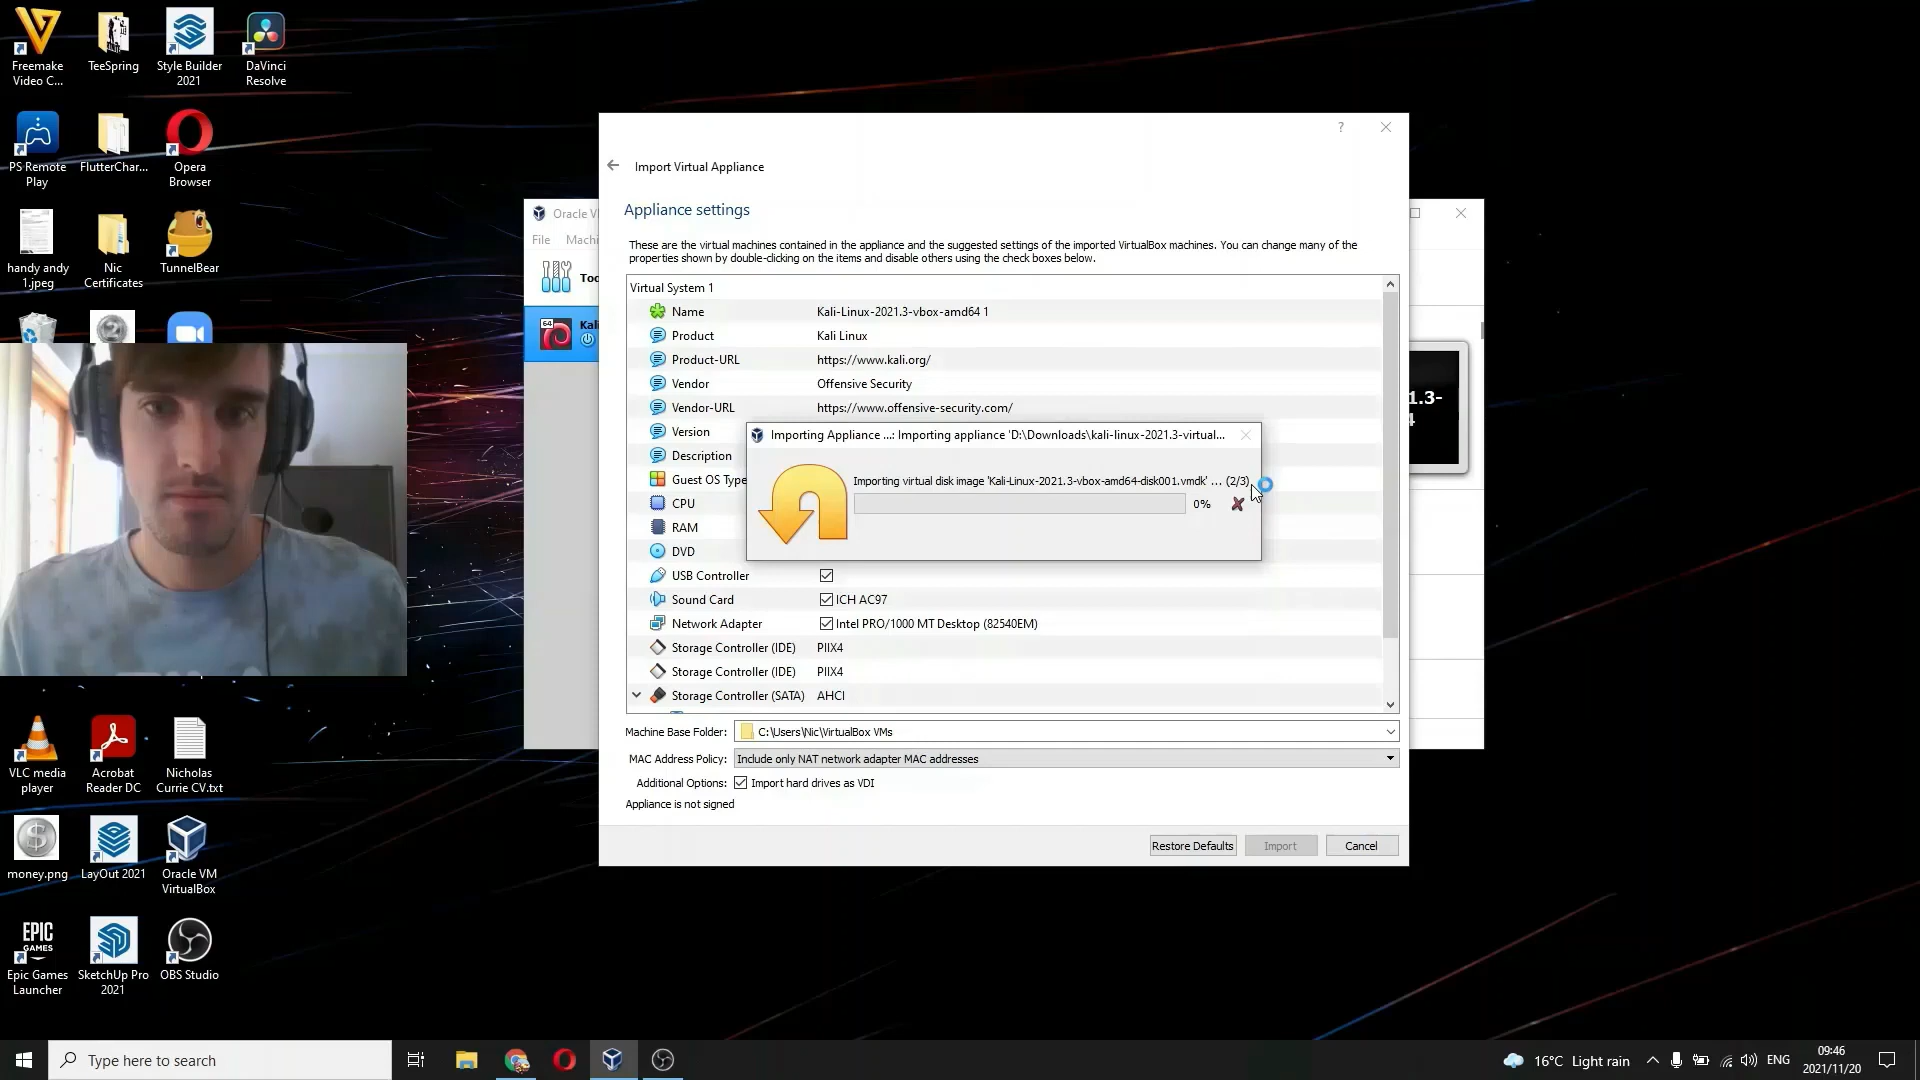 Freemake
Video C...
TeeSpring
Style Builder
2021
DaVinci
Resolve
PS Remote
Play
FlutterChar...
Opera
Browser
handy andy
1.jpeg
Nic
Certificates
TunnelBear
VLC media
player
Acrobat
Reader DC
Nicholas
Currie CV.txt
money.png
LayOut 2021
Oracle VM
VirtualBox
EPIC
GAMES
Epic Games
Launcher
SketchUp Pro
2021
OBS Studio
Oracle V
File Machi
Too
64
Kali
1.3-
4
?
Import Virtual Appliance
Appliance settings
These are the virtual machines contained in the appliance and the suggested settings of the imported VirtualBox machines. You can change many of the
properties shown by double-clicking on the items and disable others using the check boxes below.
Virtual System 1
Name Kali-Linux-2021.3-vbox-amd64 1
Product Kali Linux
Product-URL https://www.kali.org/
Vendor Offensive Security
Vendor-URL https://www.offensive-security.com/
Version
Description
Guest OS Type
CPU
RAM
DVD
USB Controller
Sound Card ICH AC97
Network Adapter Intel PRO/1000 MT Desktop (82540EM)
Storage Controller (IDE) PIIX4
Storage Controller (IDE) PIIX4
Storage Controller (SATA) AHCI
Importing Appliance ...: Importing appliance 'D:\Downloads\kali-linux-2021.3-virtual...
Importing virtual disk image 'Kali-Linux-2021.3-vbox-amd64-disk001.vmdk' ... (2/3)
0%
Machine Base Folder: C:\Users\Nic\VirtualBox VMs
MAC Address Policy: Include only NAT network adapter MAC addresses
Additional Options: Import hard drives as VDI
Appliance is not signed
Restore Defaults Import Cancel
Type here to search
16°C Light rain
ENG
09:46
2021/11/20